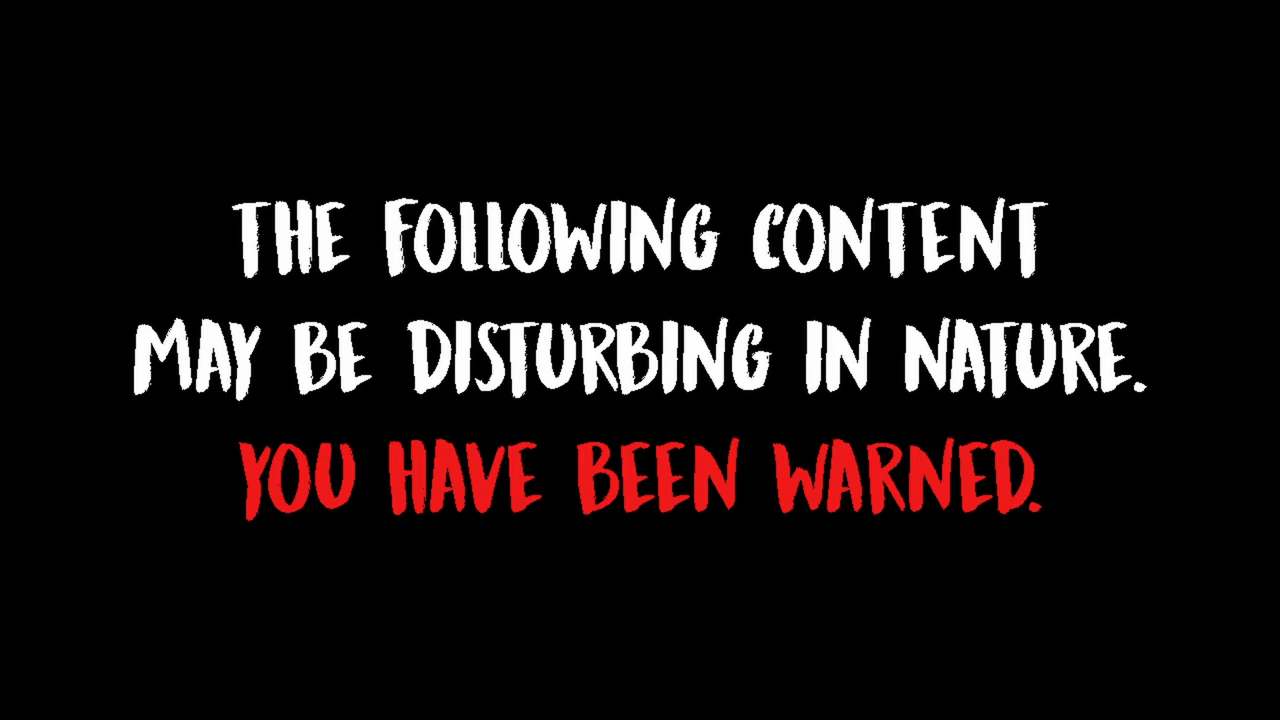 THE FOLLOWING CONTENT
MAY BE DISTURBING IN NATURE.
YOU HAVE BEEN WARNED.